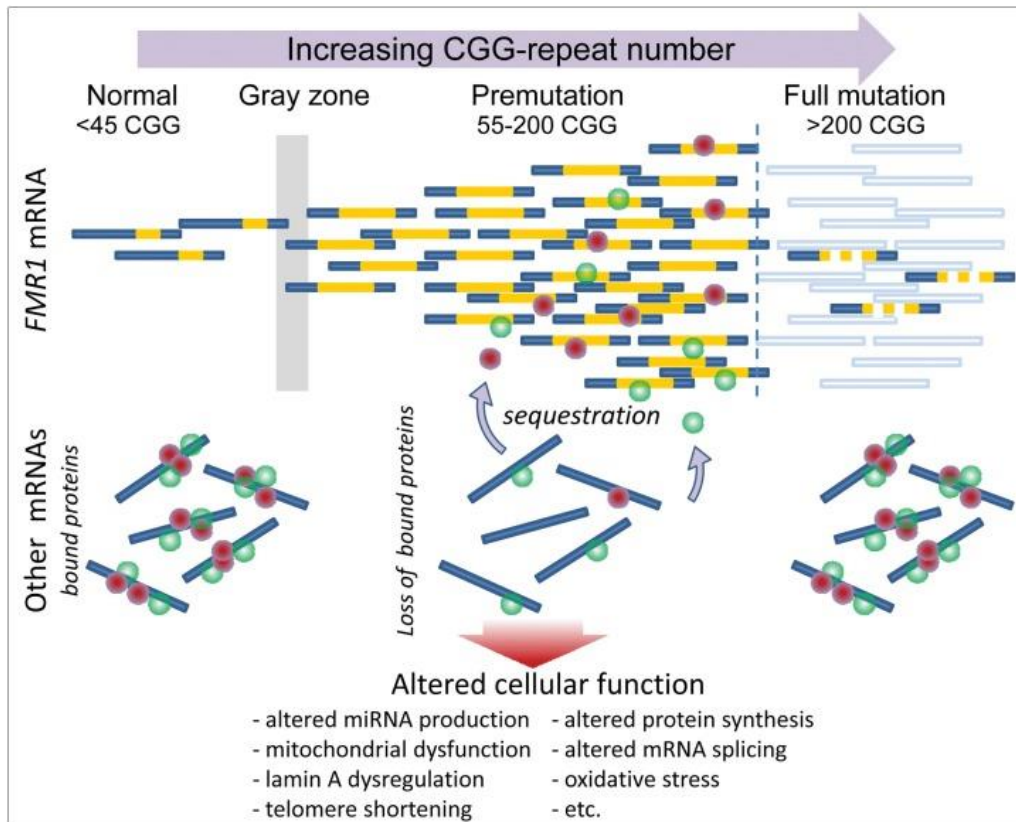 Increasing CGG-repeat number
Normal
<45 CGG
Gray zone
Premutation
55-200 CGG
Full mutation
>200 CGG
FMR1 mRNA
sequestration
Other mRNAs
bound proteins
Loss of bound proteins
Altered cellular function
- altered miRNA production
- mitochondrial dysfunction
- lamin A dysregulation
- telomere shortening
- altered protein synthesis
- altered mRNA splicing
- oxidative stress
- etc.